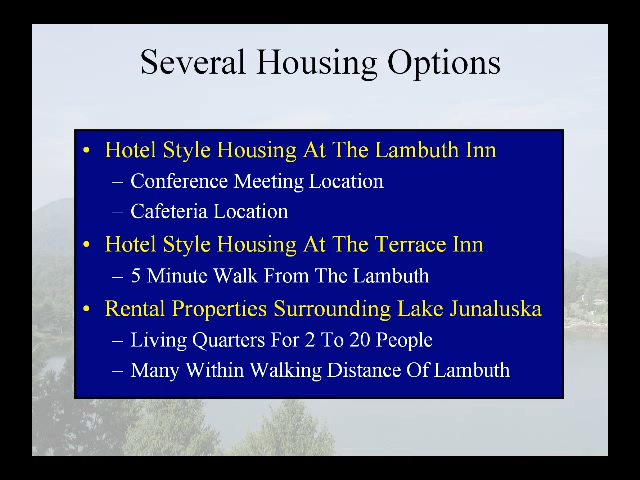 Several Housing Options
• Hotel Style Housing At The Lambuth Inn
– Conference Meeting Location
– Cafeteria Location
• Hotel Style Housing At The Terrace Inn
– 5 Minute Walk From The Lambuth
• Rental Properties Surrounding Lake Junaluska
– Living Quarters For 2 To 20 People
– Many Within Walking Distance Of Lambuth